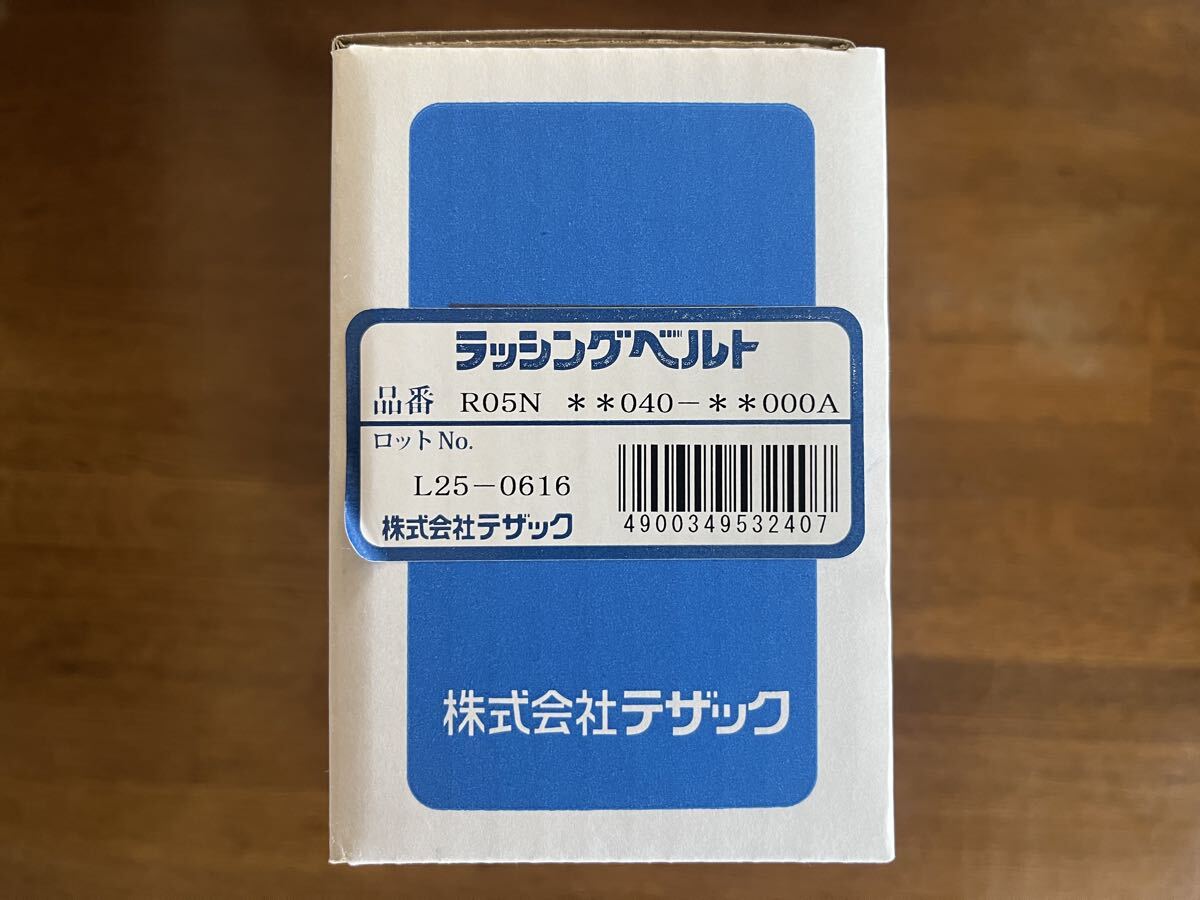 ラッシングベルト
品番 R05N ＊＊040−＊＊000A
ロットNo.
L25−0616
株式会社テザック
4900349532407
株式会社テザック